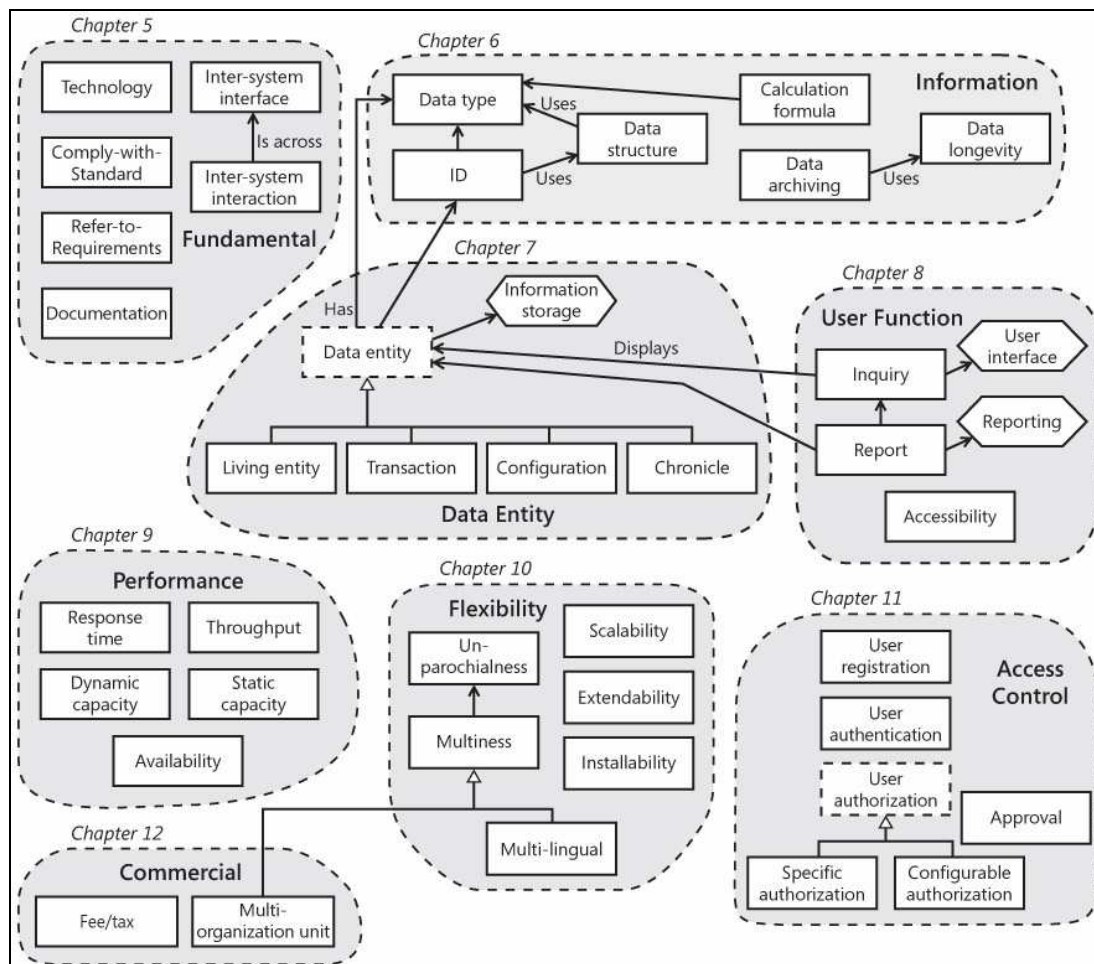 Chapter 5
Technology
Inter-system
interface
Is across
Comply-with-
Standard
Inter-system
interaction
Refer-to-
Requirements
Fundamental
Documentation
Chapter 6
Information
Data type
Uses
Calculation
formula
Data
structure
Data
longevity
ID
Uses
Data
archiving
Uses
Chapter 7
Has
Information
storage
Data entity
Displays
Living entity
Transaction
Configuration
Chronicle
Data Entity
Chapter 8
User Function
User
interface
Inquiry
Reporting
Report
Accessibility
Chapter 9
Performance
Response
time
Throughput
Dynamic
capacity
Static
capacity
Availability
Chapter 10
Flexibility
Un-
parochialness
Scalability
Extendability
Multiness
Installability
Multi-lingual
Chapter 11
User
registration
Access
Control
User
authentication
User
authorization
Approval
Specific
authorization
Configurable
authorization
Chapter 12
Commercial
Fee/tax
Multi-
organization unit